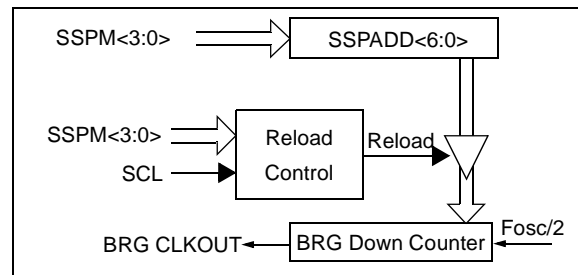 SSPM<3:0>
SSPADD<6:0>
SSPM<3:0>
SCL
Reload
Control
Reload
BRG CLKOUT
BRG Down Counter
Fosc/2